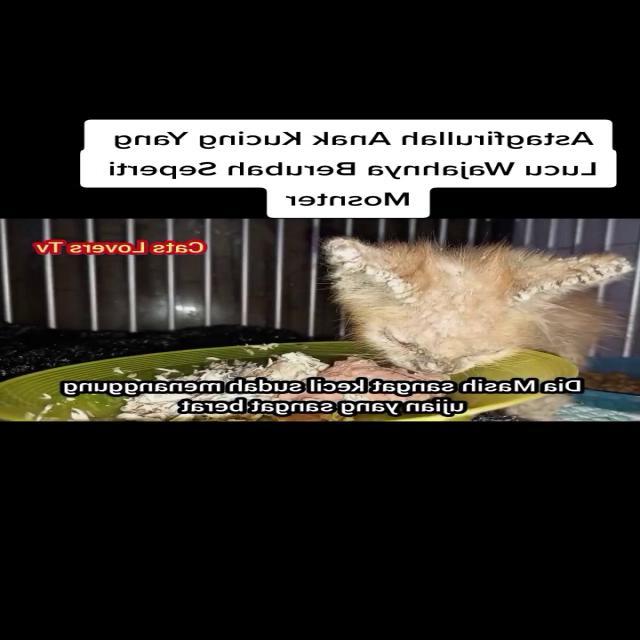 Astagfirullah Anak Kucing Yang
Lucu Wajahnya Berubah Seperti
Mosnter
Cats Lovers Tv
Dia Masih sangat kecil sudah menanggung
ujian yang sangat berat